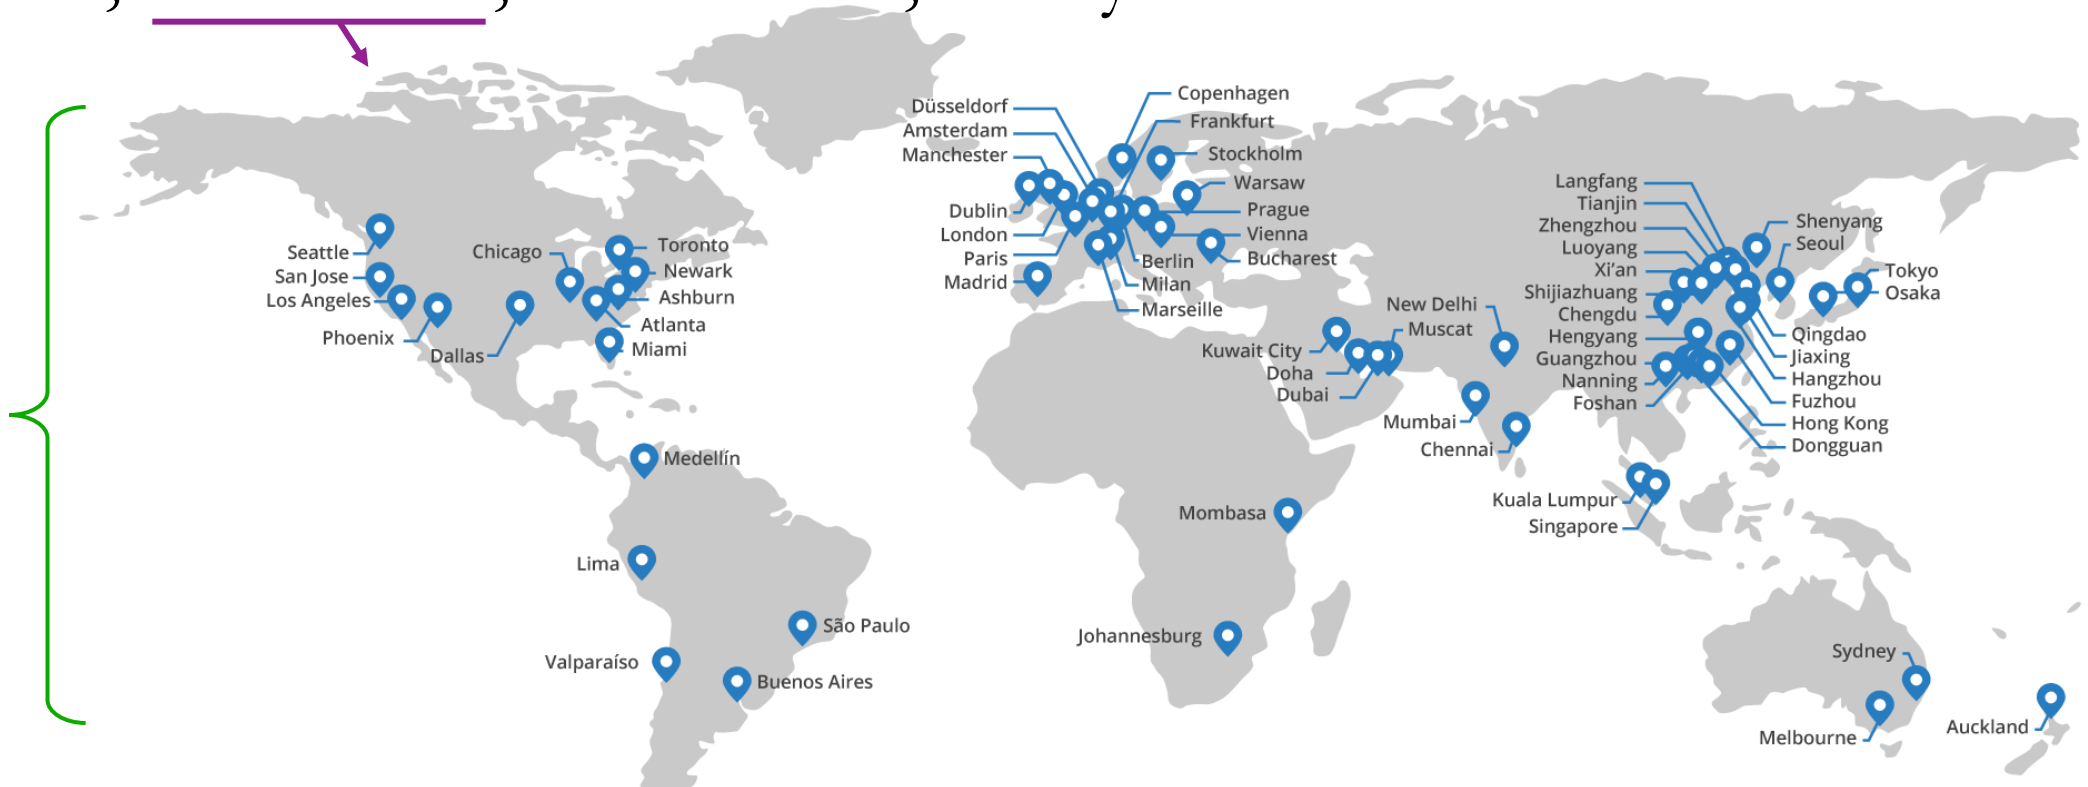 Seattle
San Jose
Los Angeles
Phoenix
Dallas
Chicago
Toronto
Newark
Ashburn
Atlanta
Miami
Medellín
Lima
São Paulo
Valparaíso
Buenos Aires
Düsseldorf
Amsterdam
Manchester
Dublin
London
Paris
Madrid
Copenhagen
Frankfurt
Stockholm
Warsaw
Prague
Vienna
Bucharest
Berlin
Milan
Marseille
Kuwait City
Doha
Dubai
New Delhi
Muscat
Mumbai
Chennai
Mombasa
Johannesburg
Langfang
Tianjin
Zhengzhou
Luoyang
Xi'an
Shijiazhuang
Chengdu
Hengyang
Guangzhou
Nanning
Foshan
Shenyang
Seoul
Tokyo
Osaka
Qingdao
Jiaxing
Hangzhou
Fuzhou
Hong Kong
Dongguan
Kuala Lumpur
Singapore
Sydney
Melbourne
Auckland